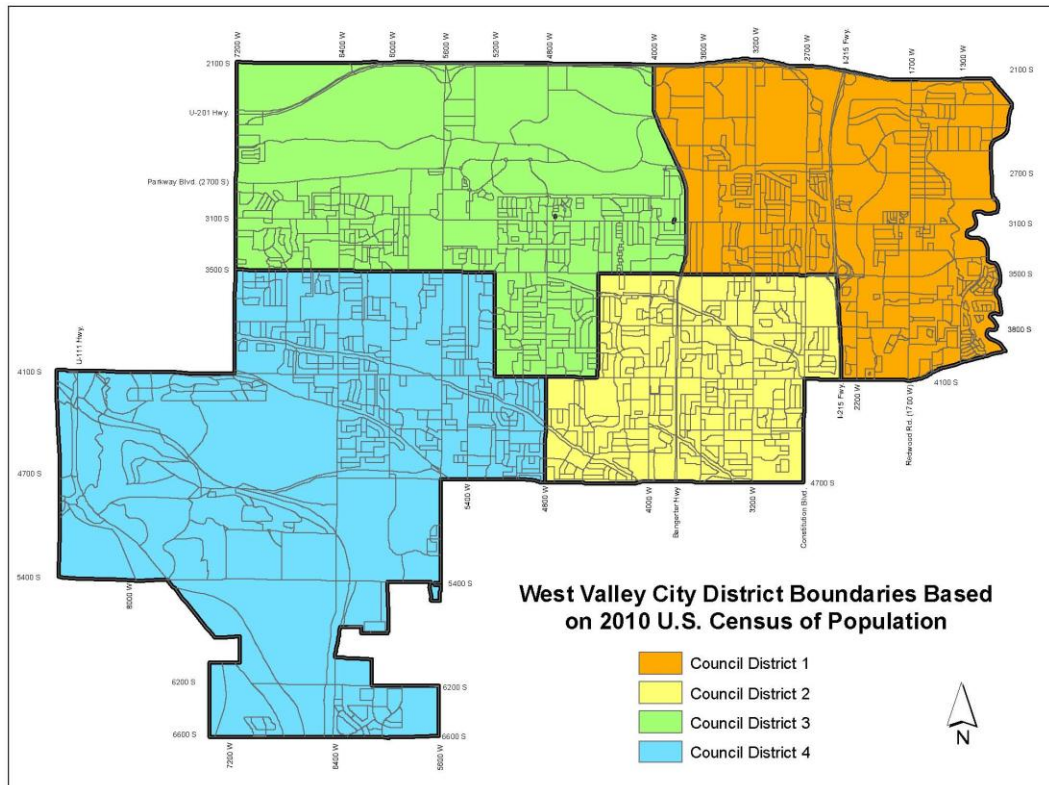 7200 W
6400 W
6000 W
5600 W
5200 W
4800 W
4000 W
3600 W
3200 W
2700 W
I-215 Fwy.
1700 W
1300 W
2100 S
2100 S
U-201 Hwy.
2700 S
Parkway Blvd. (2700 S)
3100 S
3100 S
3500 S
3500 S
3800 S
U-111 Hwy.
4100 S
4100 S
I-215 Fwy.
2200 W
Redwood Rd. (1700 W)
4700 S
4700 S
5400 W
4800 W
4000 W
Bangerter Hwy
3200 W
Constitution Blvd.
5400 S
5400 S
8000 W
West Valley City District Boundaries Based
on 2010 U.S. Census of Population
Council District 1
Council District 2
Council District 3
Council District 4
6200 S
6200 S
6600 S
6600 S
7200 W
6400 W
5600 W
N